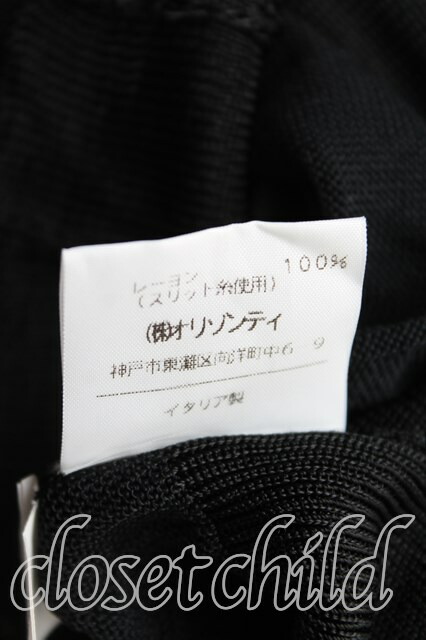 レーヨン 100%
(スリット糸使用)
(株)オリゾンティ
神戸市東灘区向洋町中6 9
イタリア製
closetchild